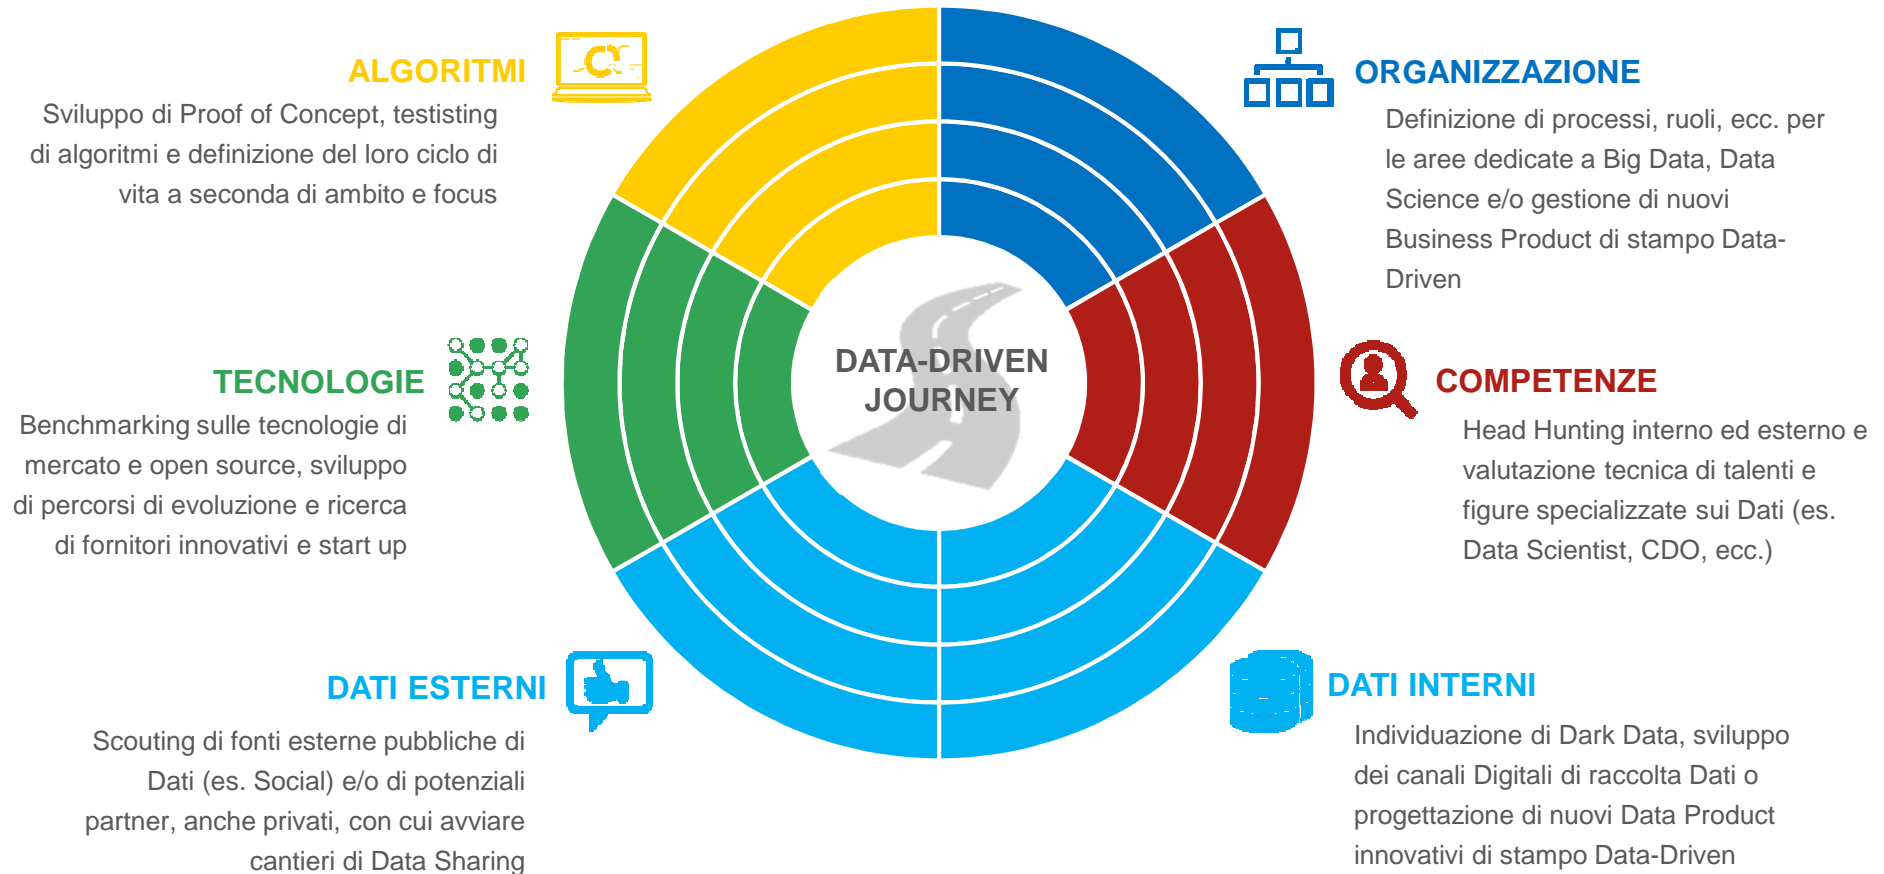 ALGORITMI
Sviluppo di Proof of Concept, testisting
di algoritmi e definizione del loro ciclo di
vita a seconda di ambito e focus
ORGANIZZAZIONE
Definizione di processi, ruoli, ecc. per
le aree dedicate a Big Data, Data
Science e/o gestione di nuovi
Business Product di stampo Data-
Driven
DATA-DRIVEN
JOURNEY
TECNOLOGIE
Benchmarking sulle tecnologie di
mercato e open source, sviluppo
di percorsi di evoluzione e ricerca
di fornitori innovativi e start up
COMPETENZE
Head Hunting interno ed esterno e
valutazione tecnica di talenti e
figure specializzate sui Dati (es.
Data Scientist, CDO, ecc.)
DATI ESTERNI
Scouting di fonti esterne pubbliche di
Dati (es. Social) e/o di potenziali
partner, anche privati, con cui avviare
cantieri di Data Sharing
DATI INTERNI
Individuazione di Dark Data, sviluppo
dei canali Digitali di raccolta Dati o
progettazione di nuovi Data Product
innovativi di stampo Data-Driven